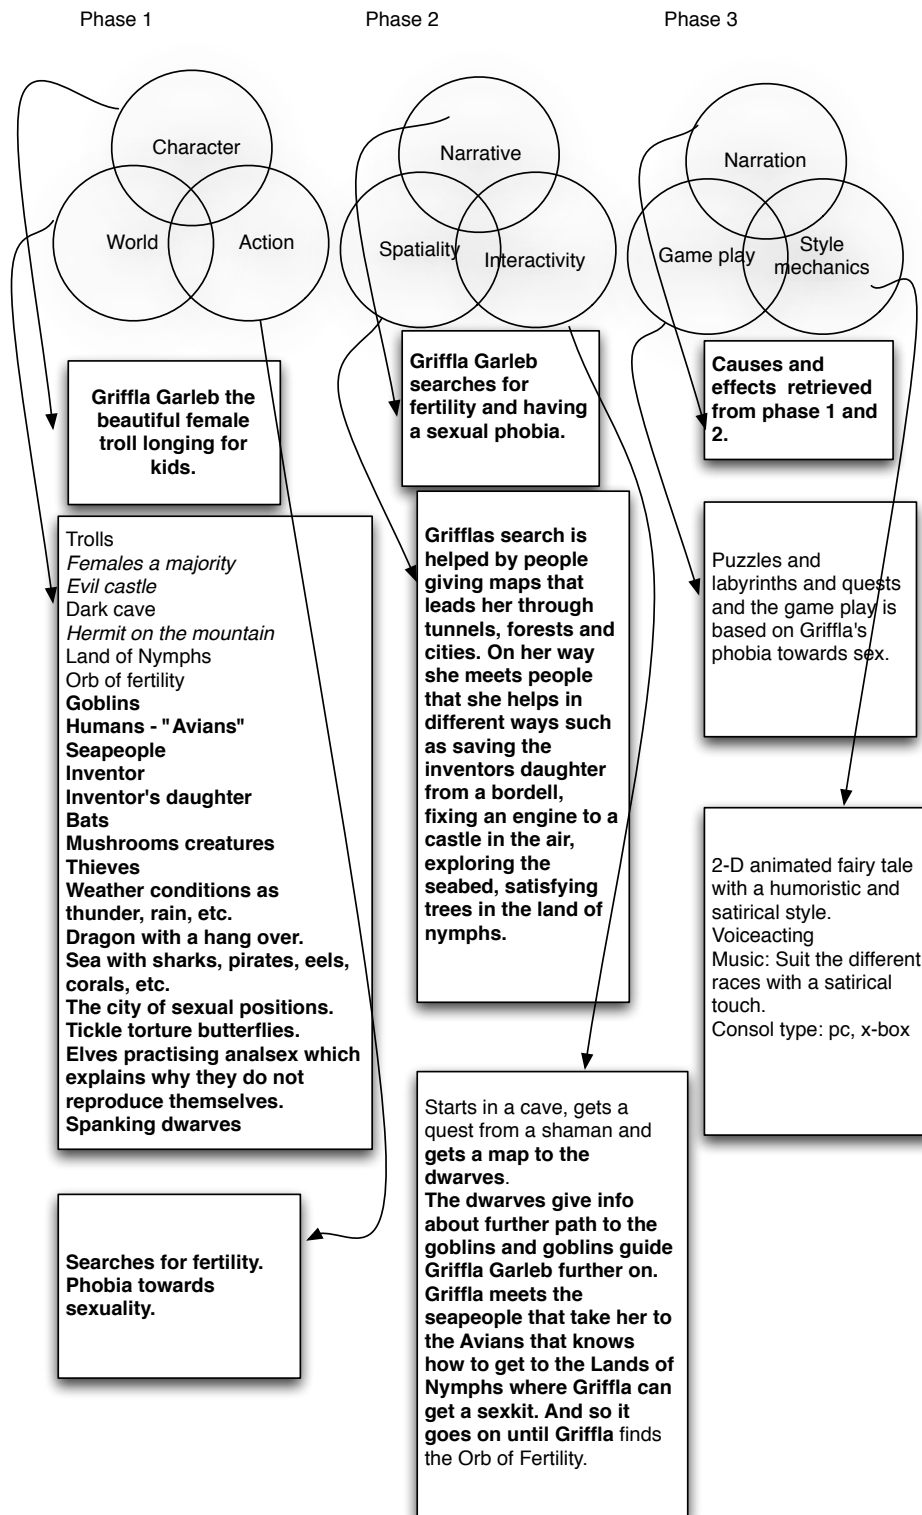 Phase 1
Phase 2
Phase 3
Character
World
Action
Narrative
Spatiality
Interactivity
Narration
Game play
Style
mechanics
Griffla Garleb the
beautiful female
troll longing for
kids.
Trolls
Females a majority
Evil castle
Dark cave
Hermit on the mountain
Land of Nymphs
Orb of fertility
Goblins
Humans - "Avians"
Seapeople
Inventor
Inventor's daughter
Bats
Mushrooms creatures
Thieves
Weather conditions as
thunder, rain, etc.
Dragon with a hang over.
Sea with sharks, pirates, eels,
corals, etc.
The city of sexual positions.
Tickle torture butterflies.
Elves practising analsex which
explains why they do not
reproduce themselves.
Spanking dwarves
Searches for fertility.
Phobia towards
sexuality.
Griffla Garleb
searches for
fertility and having
a sexual phobia.
Grifflas search is
helped by people
giving maps that
leads her through
tunnels, forests and
cities. On her way
she meets people
that she helps in
different ways such
as saving the
inventors daughter
from a bordell,
fixing an engine to a
castle in the air,
exploring the
seabed, satisfying
trees in the land of
nymphs.
Starts in a cave, gets a
quest from a shaman and
gets a map to the
dwarves.
The dwarves give info
about further path to the
goblins and goblins guide
Griffla Garleb further on.
Griffla meets the
seapeople that take her to
the Avians that knows
how to get to the Lands of
Nymphs where Griffla can
get a sexkit. And so it
goes on until Griffla finds
the Orb of Fertility.
Causes and
effects retrieved
from phase 1 and
2.
Puzzles and
labyrinths and quests
and the game play is
based on Griffla's
phobia towards sex.
2-D animated fairy tale
with a humoristic and
satirical style.
Voiceacting
Music: Suit the different
races with a satirical
touch.
Consol type: pc, x-box